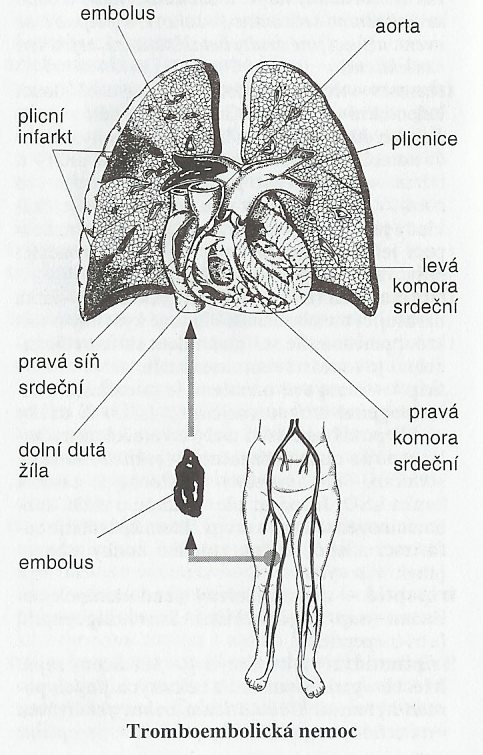 embolus
aorta
plicní
infarkt
plicnice
levá
komora
srdeční
pravá síň
srdeční
pravá
komora
srdeční
dolní dutá
žíla
embolus
Tromboembolická nemoc